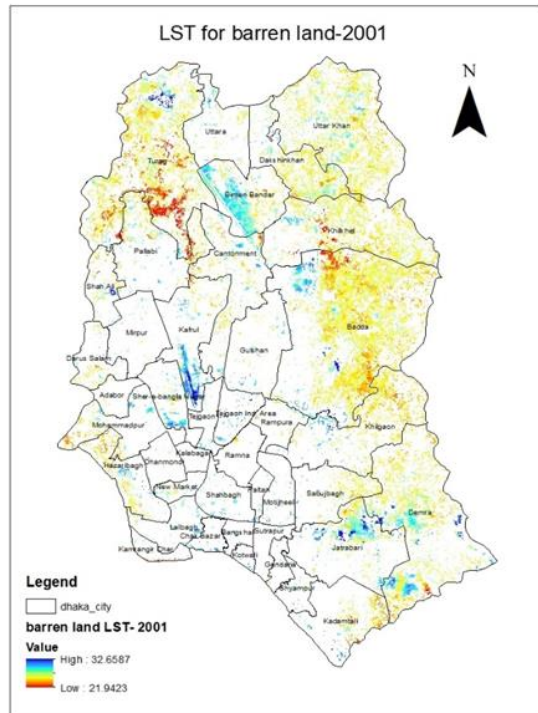 LST for barren land-2001
N
Uttara
Uttar Khan
Dakshinkhan
Turag
Biman Bandar
Khilkhet
Pallabi
Cantonment
Shah Ali
Badda
Mirpur
Kafrul
Gulshan
Darus Salam
Adabor
Sher-e-bangla Nagar
Tejgaon
Tejgaon Ind. Area
Rampura
Mohammadpur
Khilgaon
Kalabagan
Hazaribagh
Dhanmondi
Ramna
New Market
Paltan
Shahbagh
Motijheel
Sabujbagh
Demra
Lalbagh
Chak Bazar
Bangshal
Sutrapur
Jatrabari
Kamrangir Char
Kotwali
Gendaria
Shyampur
Kadamtali
Legend
dhaka_city
barren land LST- 2001
Value
High : 32.6587
Low : 21.9423